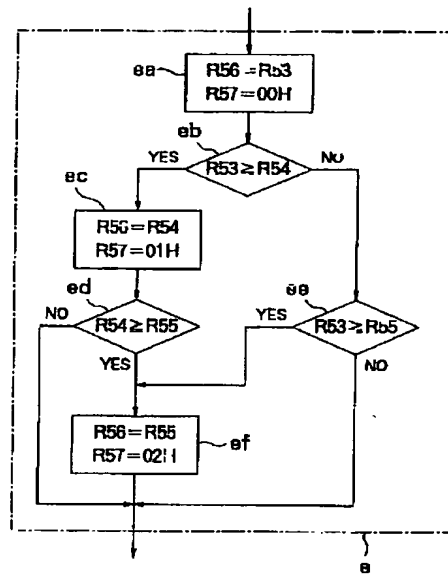 ea
R56=R53
R57=00H
eb
YES
R53≥R54
NO
ec
R56=R54
R57=01H
ed
NO
R54≥R55
YES
ee
YES
R53≥R55
NO
R56=R55
R57=02H
ef
e